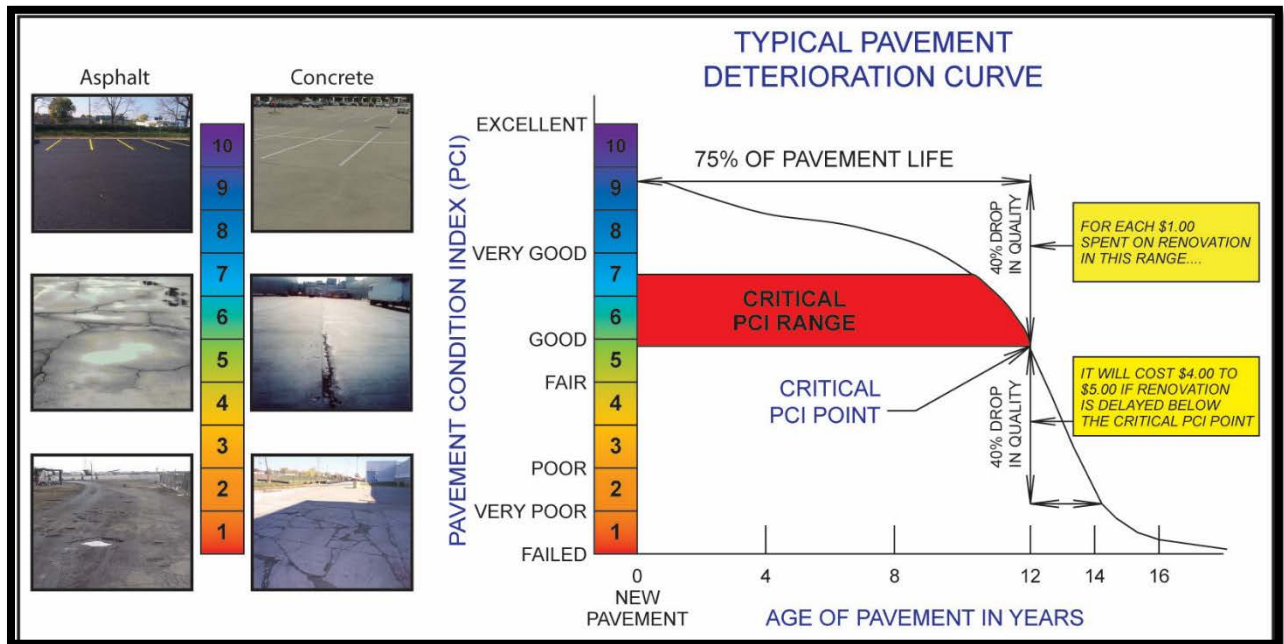 Asphalt
Concrete
10
9
8
7
6
5
4
3
2
1
TYPICAL PAVEMENT
DETERIORATION CURVE
PAVEMENT CONDITION INDEX (PCI)
EXCELLENT
VERY GOOD
GOOD
FAIR
POOR
VERY POOR
FAILED
10
9
8
7
6
5
4
3
2
1
75% OF PAVEMENT LIFE
CRITICAL
PCI RANGE
CRITICAL
PCI POINT
40% DROP
IN QUALITY
FOR EACH $1.00
SPENT ON RENOVATION
IN THIS RANGE....
40% DROP
IN QUALITY
IT WILL COST $4.00 TO
$5.00 IF RENOVATION
IS DELAYED BELOW
THE CRITICAL PCI POINT
0
4
8
12
14
16
NEW
PAVEMENT
AGE OF PAVEMENT IN YEARS